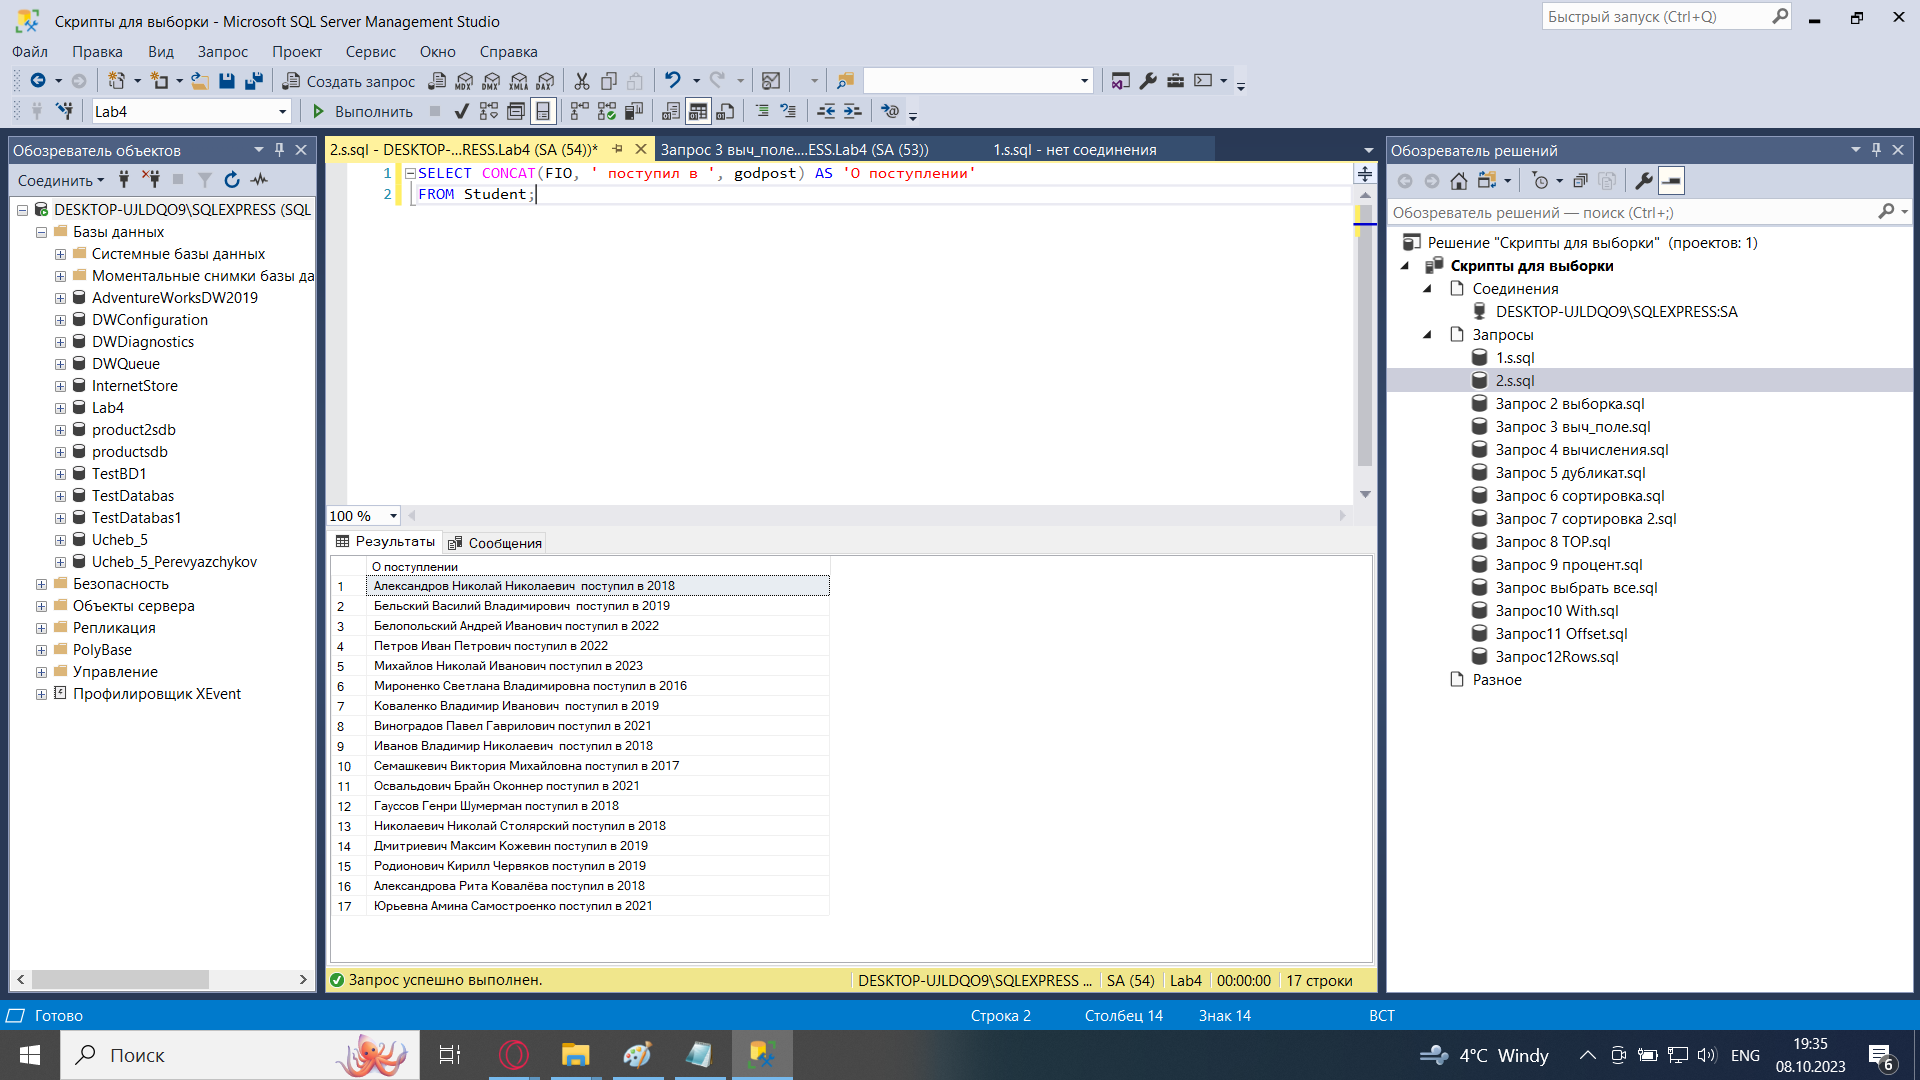 Скрипты для выборки - Microsoft SQL Server Management Studio
Быстрый запуск (Ctrl+Q)
Файл Правка Вид Запрос Проект Сервис Окно Справка
Создать запрос MDX DMX XMLA DAX
Lab4 Выполнить
Обозреватель объектов
Соединить
DESKTOP-UJLDQO9\SQLEXPRESS (SQL
Базы данных
Системные базы данных
Моментальные снимки базы да
AdventureWorksDW2019
DWConfiguration
DWDiagnostics
DWQueue
InternetStore
Lab4
product2sdb
productsdb
TestBD1
TestDatabas
TestDatabas1
Ucheb_5
Ucheb_5_Perevyazchykov
Безопасность
Объекты сервера
Репликация
PolyBase
Управление
Профилировщик XEvent
2.s.sql - DESKTOP-...RESS.Lab4 (SA (54))* Запрос 3 выч_поле....ESS.Lab4 (SA (53)) 1.s.sql - нет соединения
1 SELECT CONCAT(FIO, ' поступил в ', godpost) AS 'О поступлении'
2 FROM Student;
100 %
Результаты Сообщения
О поступлении
1 Александров Николай Николаевич  поступил в 2018
2 Бельский Василий Владимирович  поступил в 2019
3 Белопольский Андрей Иванович поступил в 2022
4 Петров Иван Петрович поступил в 2022
5 Михайлов Николай Иванович поступил в 2023
6 Мироненко Светлана Владимировна поступил в 2016
7 Коваленко Владимир Иванович  поступил в 2019
8 Виноградов Павел Гаврилович поступил в 2021
9 Иванов Владимир Николаевич  поступил в 2018
10 Семашкевич Виктория Михайловна поступил в 2017
11 Освальдович Брайн Оконнер поступил в 2021
12 Гауссов Генри Шумерман поступил в 2018
13 Николаевич Николай Столярский поступил в 2018
14 Дмитриевич Максим Кожевин поступил в 2019
15 Родионович Кирилл Червяков поступил в 2019
16 Александрова Рита Ковалёва поступил в 2018
17 Юрьевна Амина Самостроенко поступил в 2021
Запрос успешно выполнен. DESKTOP-UJLDQO9\SQLEXPRESS ... SA (54) Lab4 00:00:00 17 строки
Обозреватель решений
Обозреватель решений — поиск (Ctrl+;)
Решение "Скрипты для выборки" (проектов: 1)
Скрипты для выборки
Соединения
DESKTOP-UJLDQO9\SQLEXPRESS:SA
Запросы
1.s.sql
2.s.sql
Запрос 2 выборка.sql
Запрос 3 выч_поле.sql
Запрос 4 вычисления.sql
Запрос 5 дубликат.sql
Запрос 6 сортировка.sql
Запрос 7 сортировка 2.sql
Запрос 8 TOP.sql
Запрос 9 процент.sql
Запрос выбрать все.sql
Запрос10 With.sql
Запрос11 Offset.sql
Запрос12Rows.sql
Разное
Готово Строка 2 Столбец 14 Знак 14 ВСТ
Поиск 4°C Windy ENG 19:35
08.10.2023 6